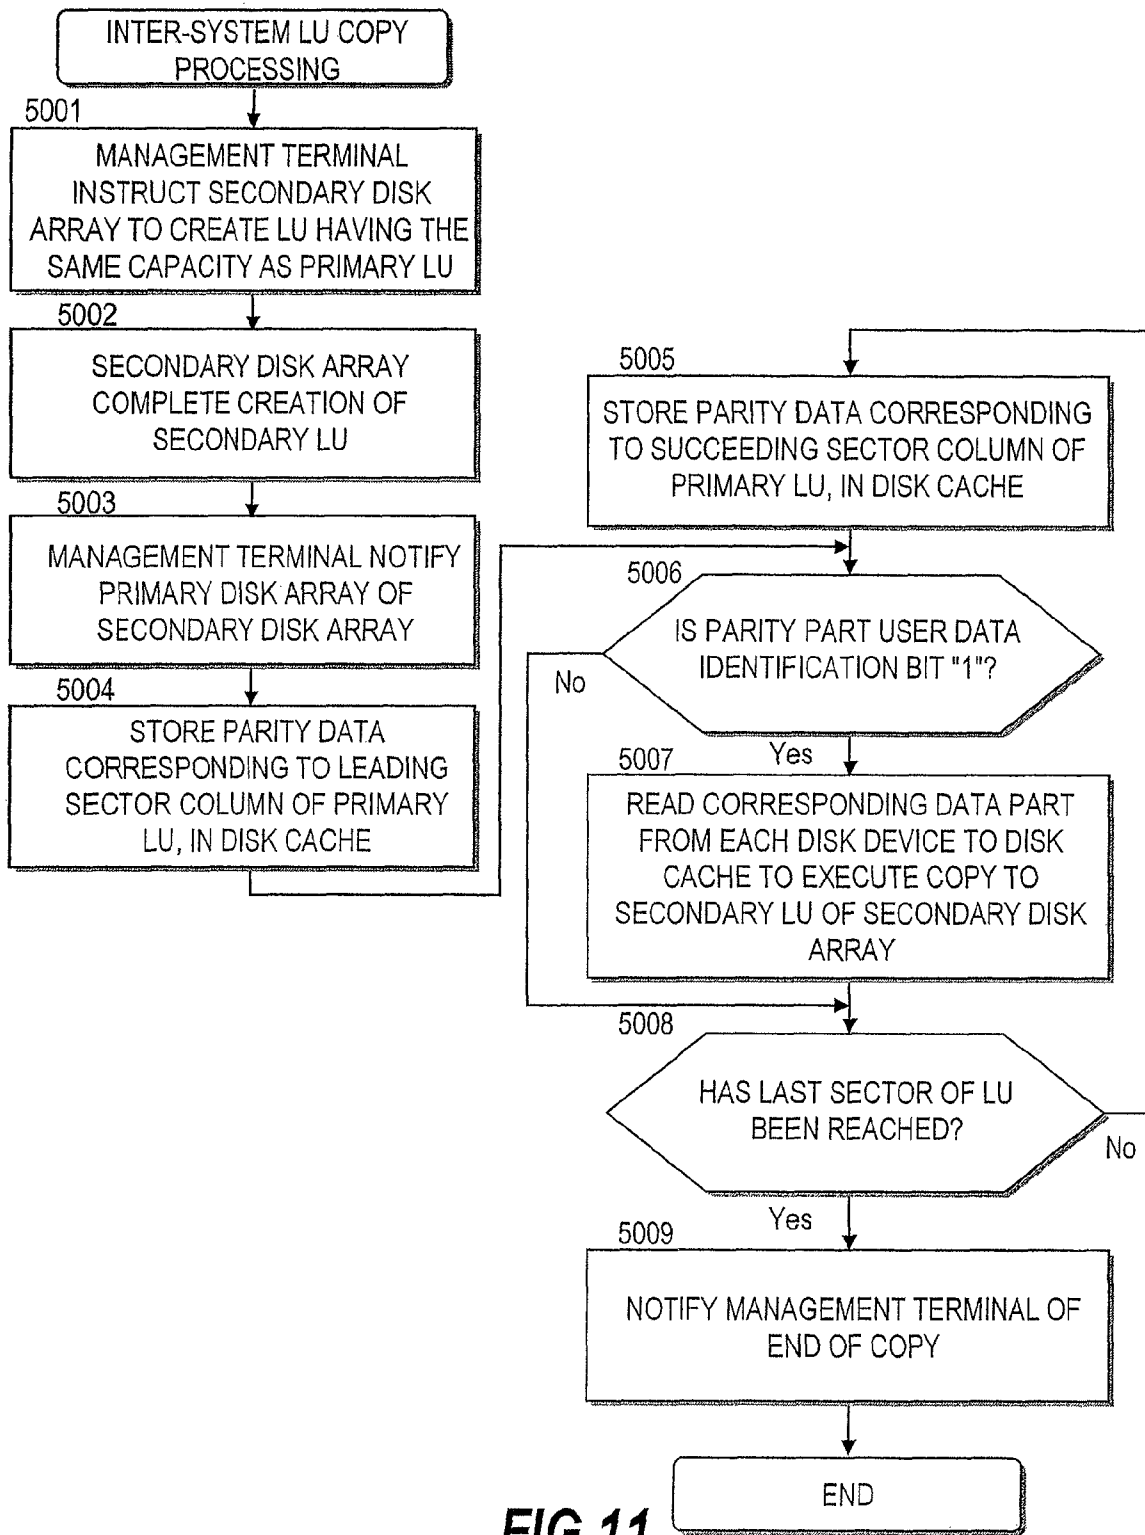 INTER-SYSTEM LU COPY
PROCESSING
5001
MANAGEMENT TERMINAL
INSTRUCT SECONDARY DISK
ARRAY TO CREATE LU HAVING THE
SAME CAPACITY AS PRIMARY LU
5002
SECONDARY DISK ARRAY
COMPLETE CREATION OF
SECONDARY LU
5003
MANAGEMENT TERMINAL NOTIFY
PRIMARY DISK ARRAY OF
SECONDARY DISK ARRAY
5004
STORE PARITY DATA
CORRESPONDING TO LEADING
SECTOR COLUMN OF PRIMARY
LU, IN DISK CACHE
5005
STORE PARITY DATA CORRESPONDING
TO SUCCEEDING SECTOR COLUMN OF
PRIMARY LU, IN DISK CACHE
5006
IS PARITY PART USER DATA
IDENTIFICATION BIT "1"?
No
Yes
5007
READ CORRESPONDING DATA PART
FROM EACH DISK DEVICE TO DISK
CACHE TO EXECUTE COPY TO
SECONDARY LU OF SECONDARY DISK
ARRAY
5008
HAS LAST SECTOR OF LU
BEEN REACHED?
No
Yes
5009
NOTIFY MANAGEMENT TERMINAL OF
END OF COPY
END
FIG.11